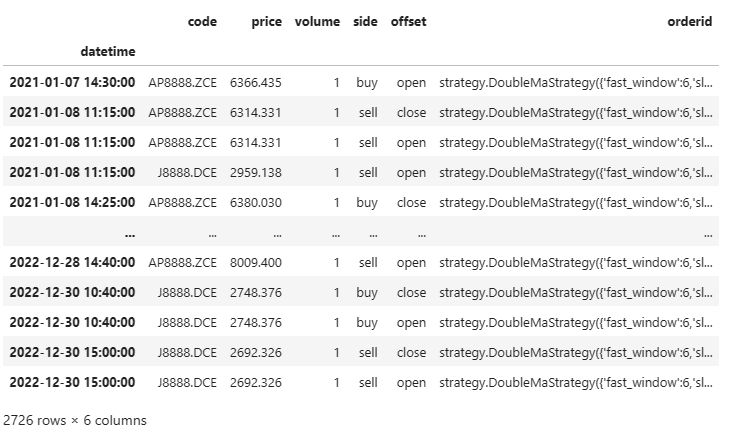 code price volume side offset orderid
datetime
2021-01-07 14:30:00 AP8888.ZCE 6366.435 1 buy open strategy.DoubleMaStrategy({'fast_window':6,'sl...
2021-01-08 11:15:00 AP8888.ZCE 6314.331 1 sell close strategy.DoubleMaStrategy({'fast_window':6,'sl...
2021-01-08 11:15:00 AP8888.ZCE 6314.331 1 sell open strategy.DoubleMaStrategy({'fast_window':6,'sl...
2021-01-08 11:15:00 J8888.DCE 2959.138 1 sell open strategy.DoubleMaStrategy({'fast_window':6,'sl...
2021-01-08 14:25:00 AP8888.ZCE 6380.030 1 buy close strategy.DoubleMaStrategy({'fast_window':6,'sl...
... ... ... ... ... ... ...
2022-12-28 14:40:00 AP8888.ZCE 8009.400 1 sell open strategy.DoubleMaStrategy({'fast_window':6,'sl...
2022-12-30 10:40:00 J8888.DCE 2748.376 1 buy close strategy.DoubleMaStrategy({'fast_window':6,'sl...
2022-12-30 10:40:00 J8888.DCE 2748.376 1 buy open strategy.DoubleMaStrategy({'fast_window':6,'sl...
2022-12-30 15:00:00 J8888.DCE 2692.326 1 sell close strategy.DoubleMaStrategy({'fast_window':6,'sl...
2022-12-30 15:00:00 J8888.DCE 2692.326 1 sell open strategy.DoubleMaStrategy({'fast_window':6,'sl...
2726 rows × 6 columns